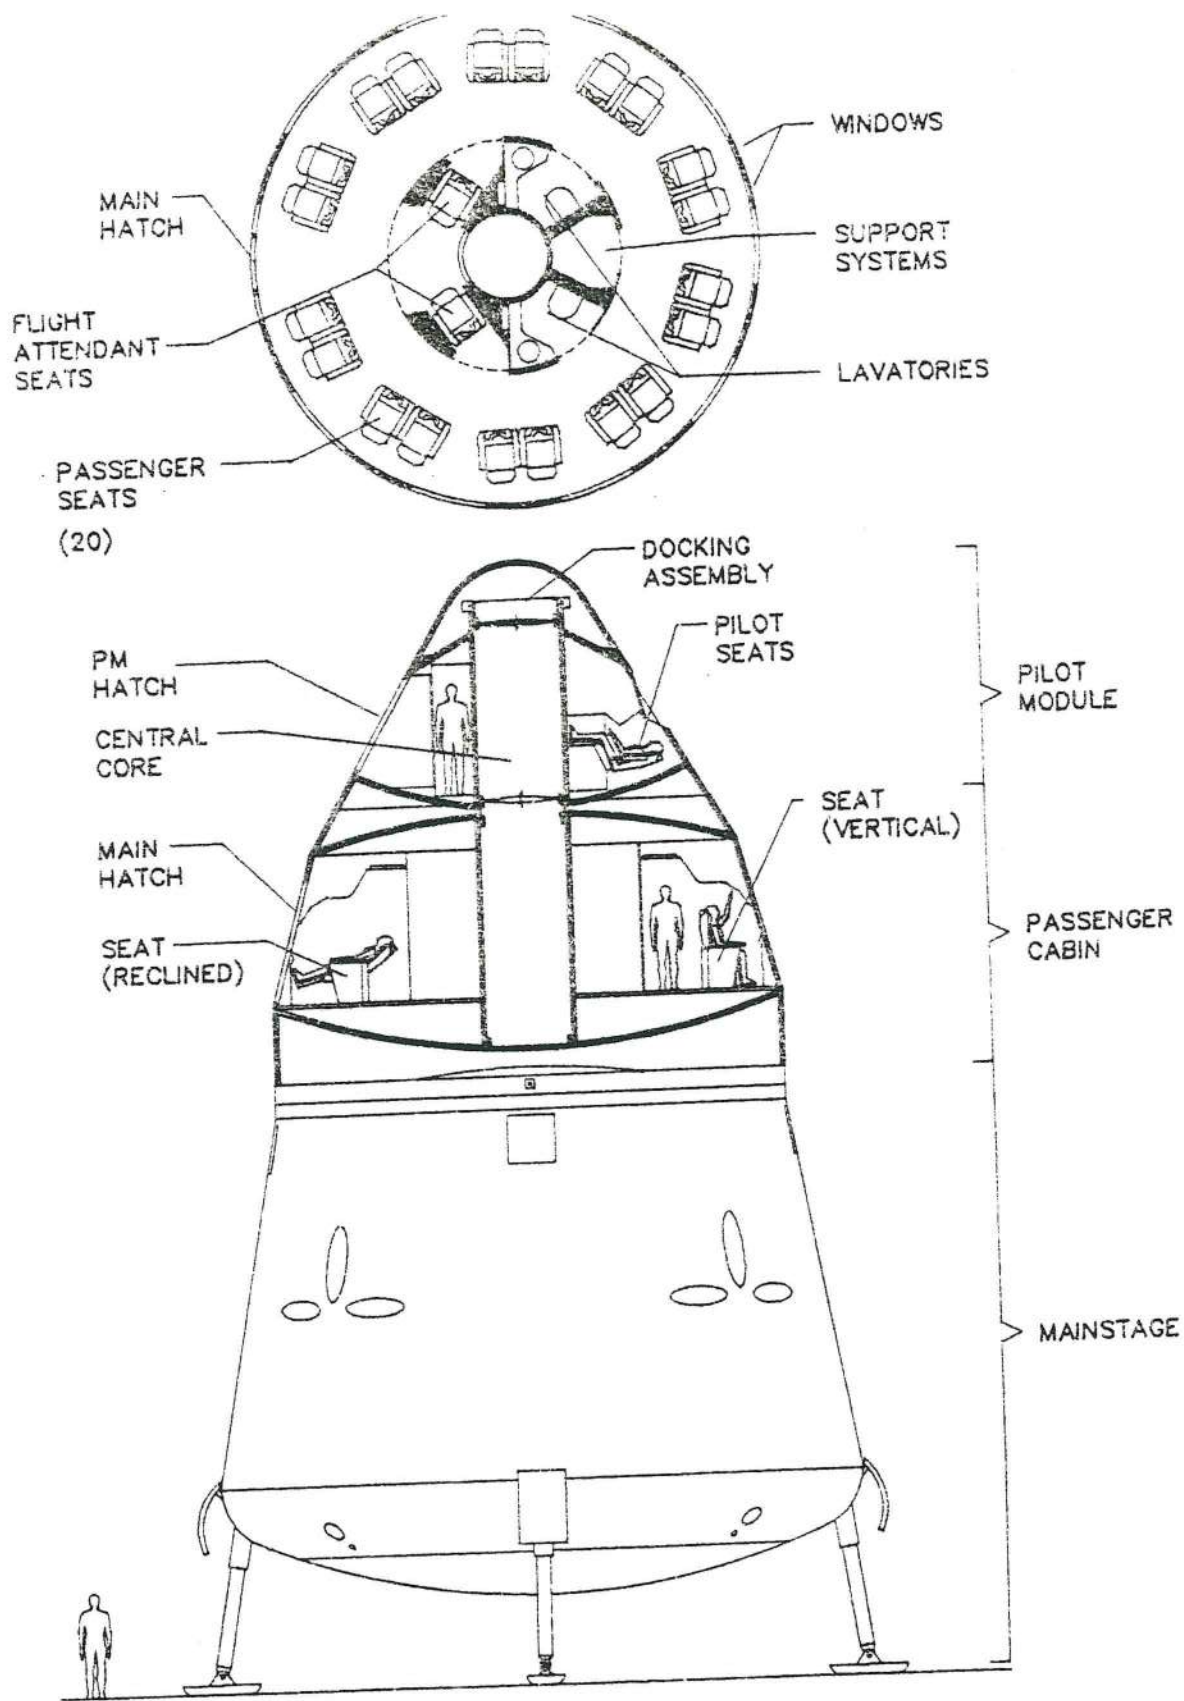 WINDOWS
MAIN
HATCH
SUPPORT
SYSTEMS
FLIGHT
ATTENDANT
SEATS
LAVATORIES
PASSENGER
SEATS
(20)
DOCKING
ASSEMBLY
PILOT
SEATS
PM
HATCH
PILOT
MODULE
CENTRAL
CORE
SEAT
(VERTICAL)
MAIN
HATCH
PASSENGER
CABIN
SEAT
(RECLINED)
MAINSTAGE